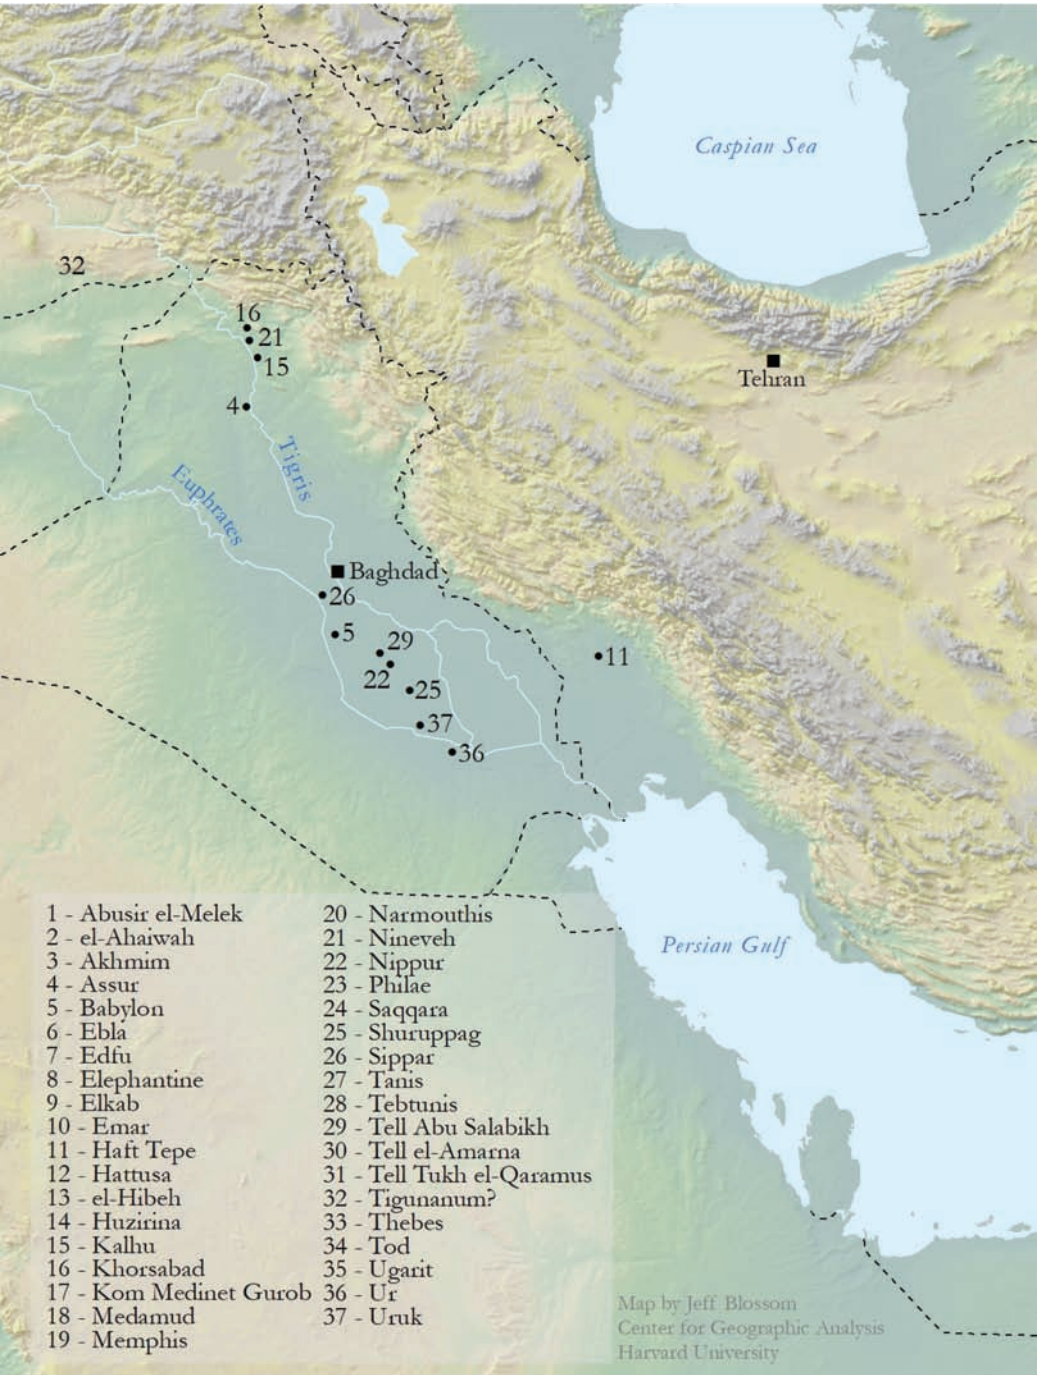 Caspian Sea
32
16
21
15
Tehran
4
Tigris
Euphrates
Baghdad
26
5
29
11
22
25
37
36
Persian Gulf
1 - Abusir el-Melek
2 - el-Ahaiwah
3 - Akhmim
4 - Assur
5 - Babylon
6 - Ebla
7 - Edfu
8 - Elephantine
9 - Elkab
10 - Emar
11 - Haft Tepe
12 - Hattusa
13 - el-Hibeh
14 - Huzirina
15 - Kalhu
16 - Khorsabad
17 - Kom Medinet Gurob
18 - Medamud
19 - Memphis
20 - Narmouthis
21 - Nineveh
22 - Nippur
23 - Philae
24 - Saqqara
25 - Shuruppag
26 - Sippar
27 - Tanis
28 - Tebtunis
29 - Tell Abu Salabikh
30 - Tell el-Amarna
31 - Tell Tukh el-Qaramus
32 - Tigunanum?
33 - Thebes
34 - Tod
35 - Ugarit
36 - Ur
37 - Uruk
Map by Jeff Blossom
Center for Geographic Analysis
Harvard University